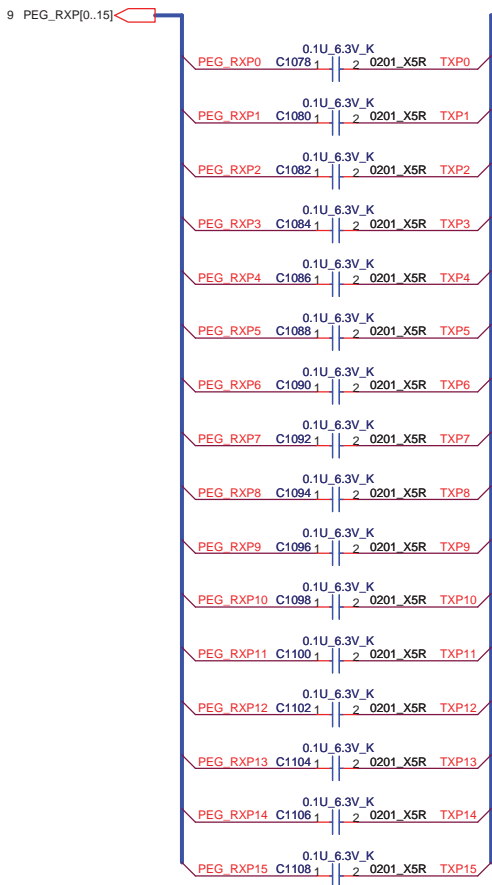 9 PEG_RXP[0..15]
0.1U_6.3V_K
PEG_RXP0 C1078 1 2 0201_X5R TXP0
0.1U_6.3V_K
PEG_RXP1 C1080 1 2 0201_X5R TXP1
0.1U_6.3V_K
PEG_RXP2 C1082 1 2 0201_X5R TXP2
0.1U_6.3V_K
PEG_RXP3 C1084 1 2 0201_X5R TXP3
0.1U_6.3V_K
PEG_RXP4 C1086 1 2 0201_X5R TXP4
0.1U_6.3V_K
PEG_RXP5 C1088 1 2 0201_X5R TXP5
0.1U_6.3V_K
PEG_RXP6 C1090 1 2 0201_X5R TXP6
0.1U_6.3V_K
PEG_RXP7 C1092 1 2 0201_X5R TXP7
0.1U_6.3V_K
PEG_RXP8 C1094 1 2 0201_X5R TXP8
0.1U_6.3V_K
PEG_RXP9 C1096 1 2 0201_X5R TXP9
0.1U_6.3V_K
PEG_RXP10 C1098 1 2 0201_X5R TXP10
0.1U_6.3V_K
PEG_RXP11 C1100 1 2 0201_X5R TXP11
0.1U_6.3V_K
PEG_RXP12 C1102 1 2 0201_X5R TXP12
0.1U_6.3V_K
PEG_RXP13 C1104 1 2 0201_X5R TXP13
0.1U_6.3V_K
PEG_RXP14 C1106 1 2 0201_X5R TXP14
0.1U_6.3V_K
PEG_RXP15 C1108 1 2 0201_X5R TXP15